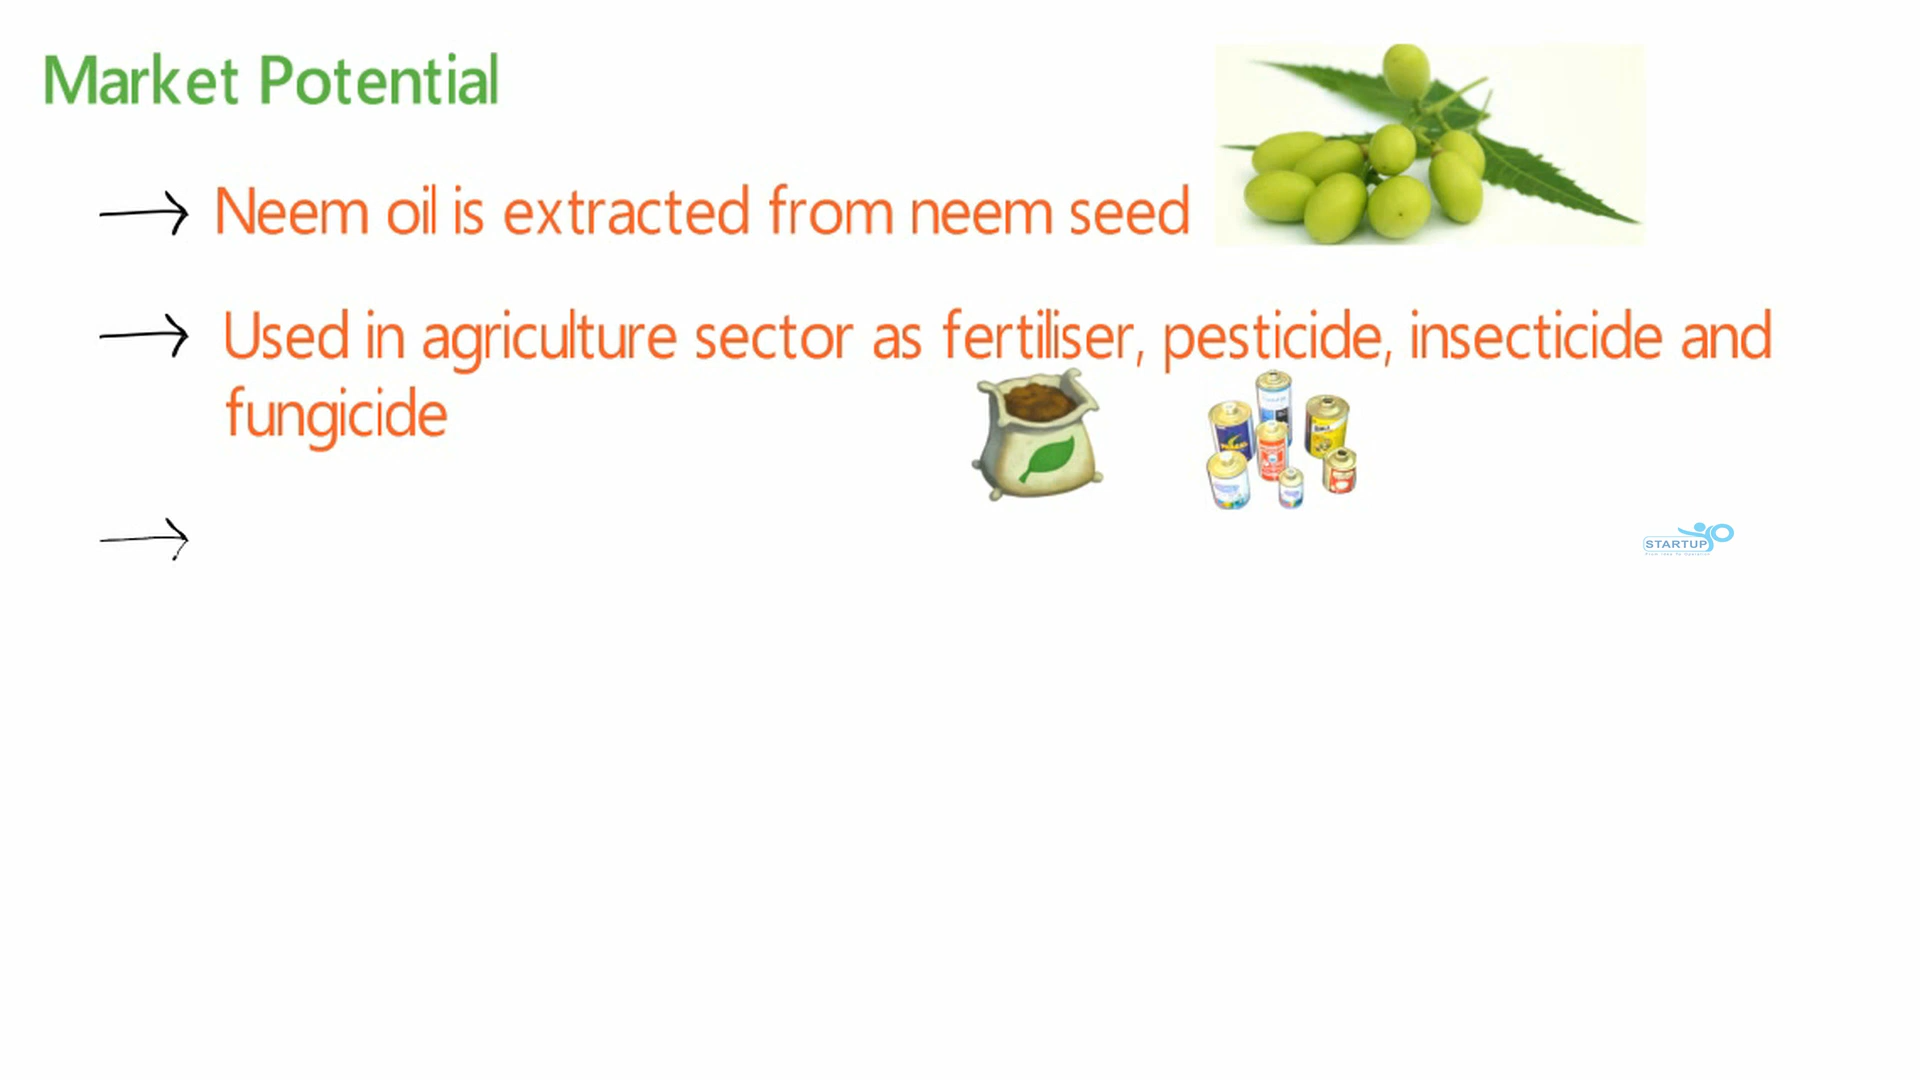 Market Potential
Neem oil is extracted from neem seed
Used in agriculture sector as fertiliser, pesticide, insecticide and
fungicide
STARTUP